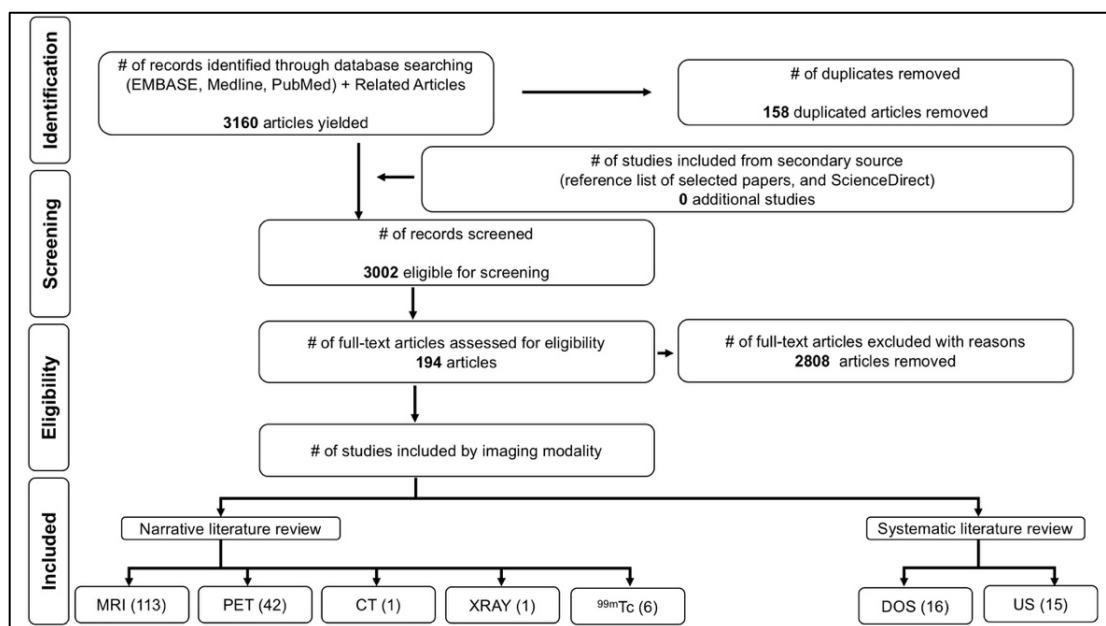 Identification
# of records identified through database searching
(EMBASE, Medline, PubMed) + Related Articles
3160 articles yielded
# of duplicates removed
158 duplicated articles removed
# of studies included from secondary source
(reference list of selected papers, and ScienceDirect)
0 additional studies
Screening
# of records screened
3002 eligible for screening
Eligibility
# of full-text articles assessed for eligibility
194 articles
# of full-text articles excluded with reasons
2808 articles removed
# of studies included by imaging modality
Included
Narrative literature review
Systematic literature review
MRI (113)
PET (42)
CT (1)
XRAY (1)
⁹⁹ᵐTc (6)
DOS (16)
US (15)